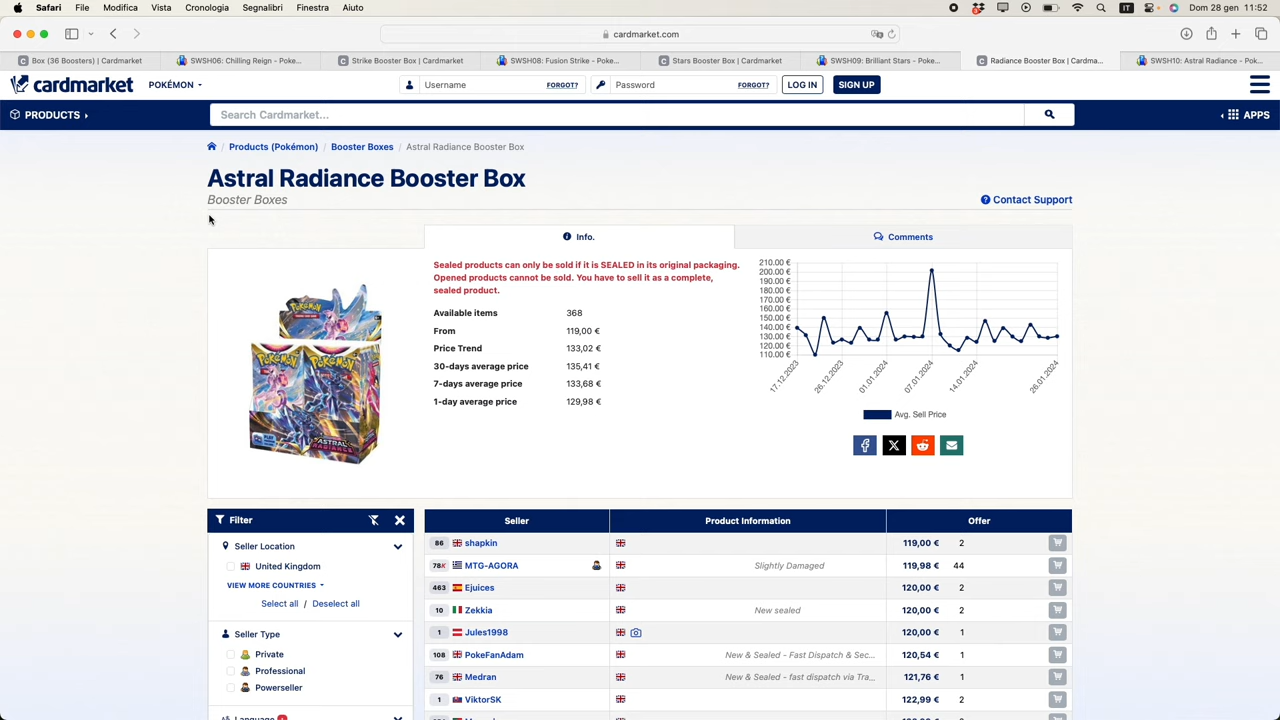 Safari File Modifica Vista Cronologia Segnalibri Finestra Aiuto Dom 28 gen 11:52
cardmarket.com
Box (36 Boosters) | Cardmarket SWSH06: Chilling Reign - Poke... Strike Booster Box | Cardmarket SWSH08: Fusion Strike - Poke... Stars Booster Box | Cardmarket SWSH09: Brilliant Stars - Poke... Radiance Booster Box | Cardma... SWSH10: Astral Radiance - Pok...
cardmarket POKÉMON Username FORGOT? Password FORGOT? LOG IN SIGN UP
PRODUCTS Search Cardmarket... APPS
/ Products (Pokémon) / Booster Boxes / Astral Radiance Booster Box
Astral Radiance Booster Box
Booster Boxes
Contact Support
Info.
Comments
Sealed products can only be sold if it is SEALED in its original packaging.
Opened products cannot be sold. You have to sell it as a complete,
sealed product.
Available items 368
From 119,00 €
Price Trend 133,02 €
30-days average price 135,41 €
7-days average price 133,68 €
1-day average price 129,98 €
210.00 €
200.00 €
190.00 €
180.00 €
170.00 €
160.00 €
150.00 €
140.00 €
130.00 €
120.00 €
110.00 €
17.12.2023 26.12.2023 01.01.2024 07.01.2024 14.01.2024 26.01.2024
Avg. Sell Price
Pokémon
Pokémon Pokémon
ASTRAL
RADIANCE
Filter
Seller Location
United Kingdom
VIEW MORE COUNTRIES
Select all / Deselect all
Seller Type
Private
Professional
Powerseller
Language
Seller Product Information Offer
86 shapkin 119,00 € 2
78K MTG-AGORA Slightly Damaged 119,98 € 44
463 Ejuices 120,00 € 2
10 Zekkia New sealed 120,00 € 2
1 Jules1998 120,00 € 1
108 PokeFanAdam New & Sealed - Fast Dispatch & Sec... 120,54 € 1
76 Medran New & Sealed - fast dispatch via Tra... 121,76 € 1
1 ViktorSK 122,99 € 2